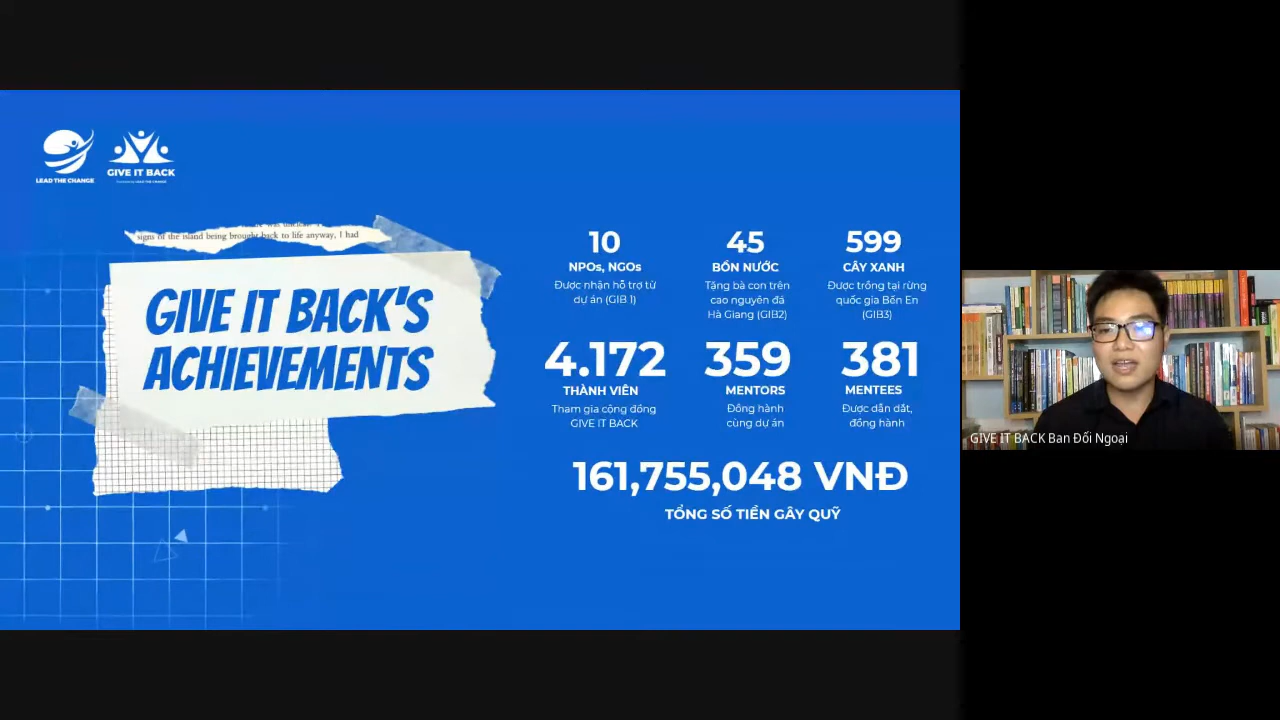 LEAD THE CHANGE
GIVE IT BACK
signs of the island being brought back to life anyway, I had
GIVE IT BACK'S
ACHIEVEMENTS
10
NPOs, NGOs
Được nhận hỗ trợ từ
dự án (GIB 1)
45
BỒN NƯỚC
Tặng bà con trên
cao nguyên đá
Hà Giang (GIB2)
599
CÂY XANH
Được trồng tại rừng
quốc gia Bến En
(GIB3)
4.172
THÀNH VIÊN
Tham gia cộng đồng
GIVE IT BACK
359
MENTORS
Đồng hành
cùng dự án
381
MENTEES
Được dẫn dắt,
đồng hành
161,755,048 VNĐ
TỔNG SỐ TIỀN GÂY QUỸ
GIVE IT BACK Ban Đối Ngoại